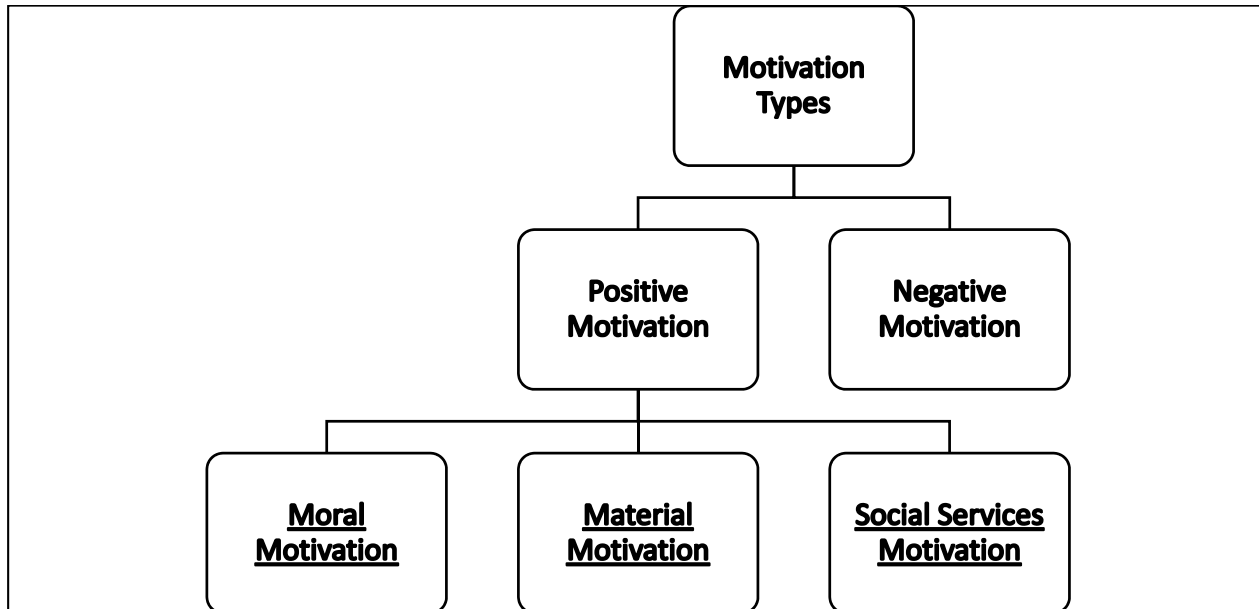 Motivation
Types
Positive
Motivation
Negative
Motivation
Moral
Motivation
Material
Motivation
Social Services
Motivation